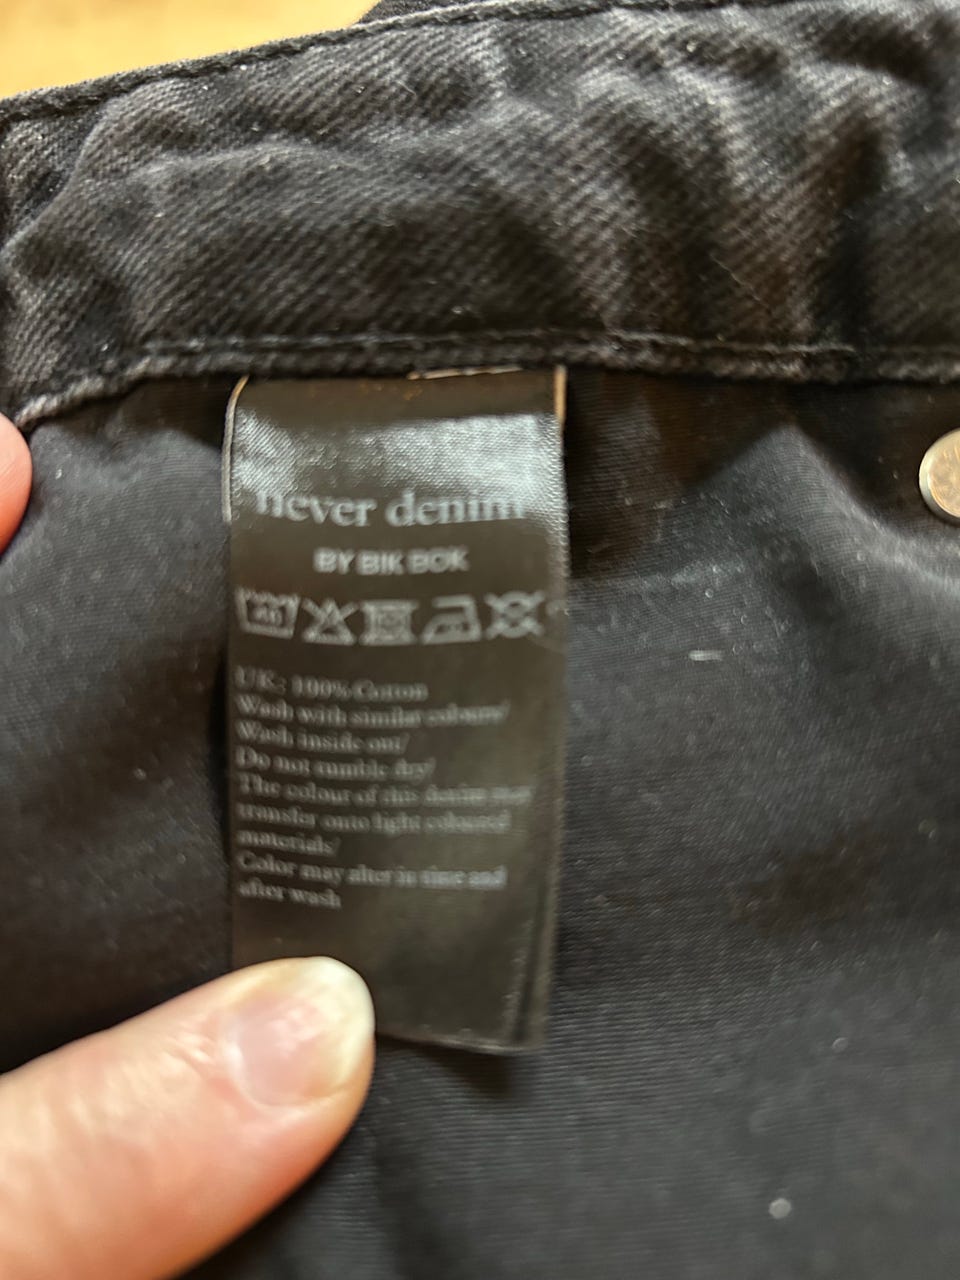 never denim
BY BIK BOK
40
UK: 100% Cotton
Wash with similar colours/
Wash inside out/
Do not tumble dry/
The colour of this denim may
transfer onto light coloured
materials/
Color may alter in time and
after wash